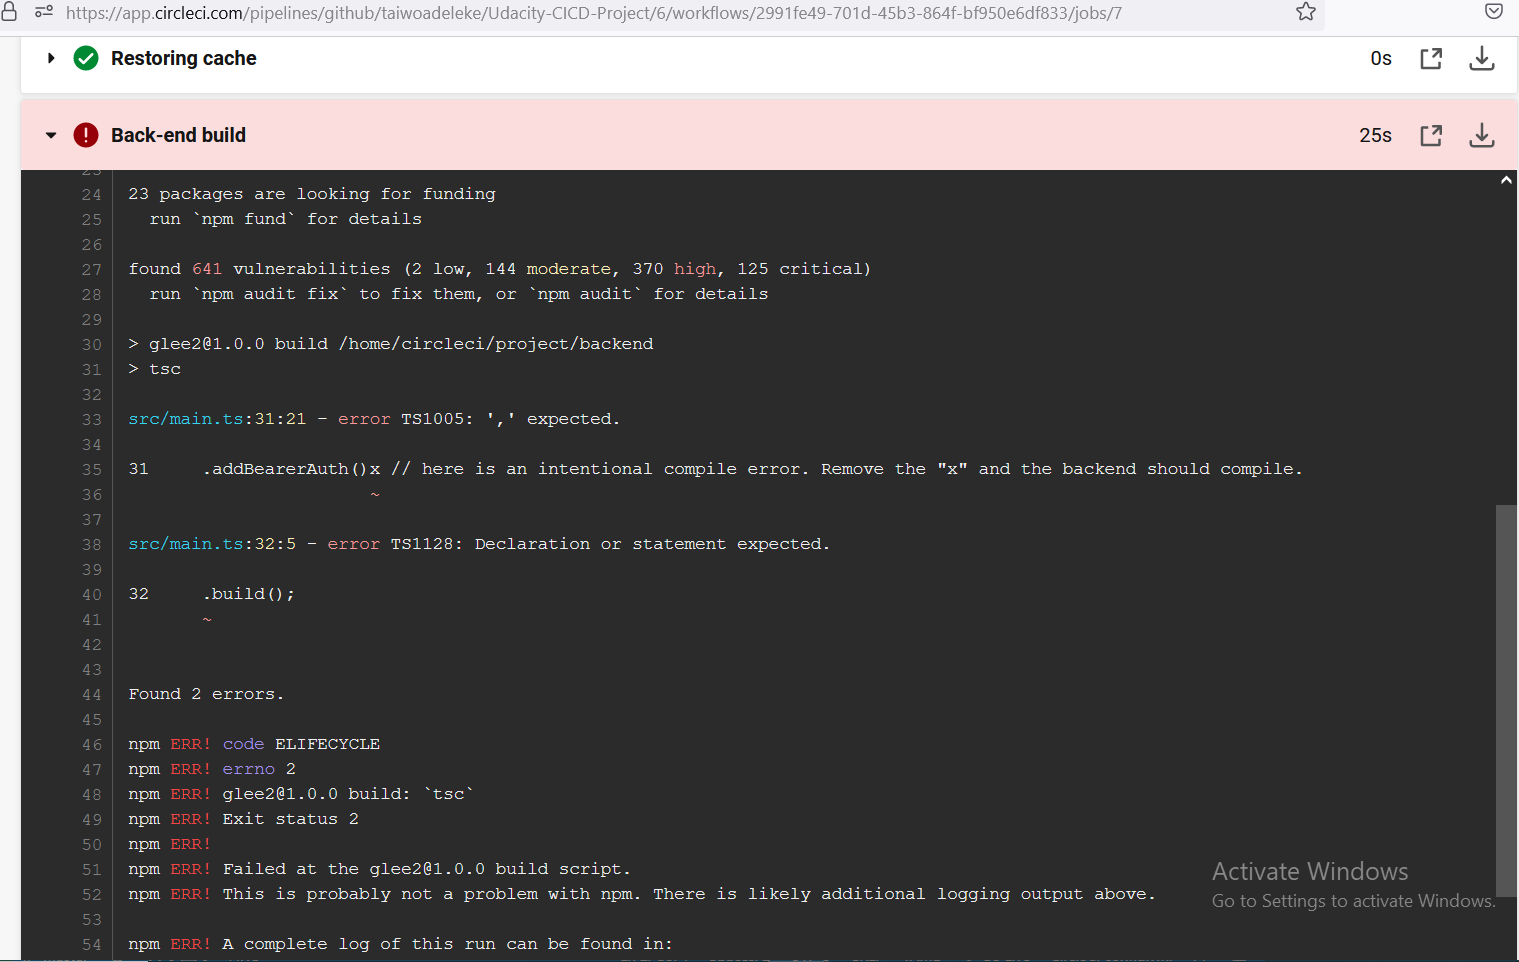 https://app.circleci.com/pipelines/github/taiwoadeleke/Udacity-CICD-Project/6/workflows/2991fe49-701d-45b3-864f-bf950e6df833/jobs/7
Restoring cache 0s
Back-end build 25s
23
24 23 packages are looking for funding
25 run `npm fund` for details
26
27 found 641 vulnerabilities (2 low, 144 moderate, 370 high, 125 critical)
28 run `npm audit fix` to fix them, or `npm audit` for details
29
30 > glee2@1.0.0 build /home/circleci/project/backend
31 > tsc
32
33 src/main.ts:31:21 - error TS1005: ',' expected.
34
35 31 .addBearerAuth()x // here is an intentional compile error. Remove the "x" and the backend should compile.
36 ~
37
38 src/main.ts:32:5 - error TS1128: Declaration or statement expected.
39
40 32 .build();
41 ~
42
43
44 Found 2 errors.
45
46 npm ERR! code ELIFECYCLE
47 npm ERR! errno 2
48 npm ERR! glee2@1.0.0 build: `tsc`
49 npm ERR! Exit status 2
50 npm ERR!
51 npm ERR! Failed at the glee2@1.0.0 build script.
52 npm ERR! This is probably not a problem with npm. There is likely additional logging output above.
53
54 npm ERR! A complete log of this run can be found in:
Activate Windows
Go to Settings to activate Windows.